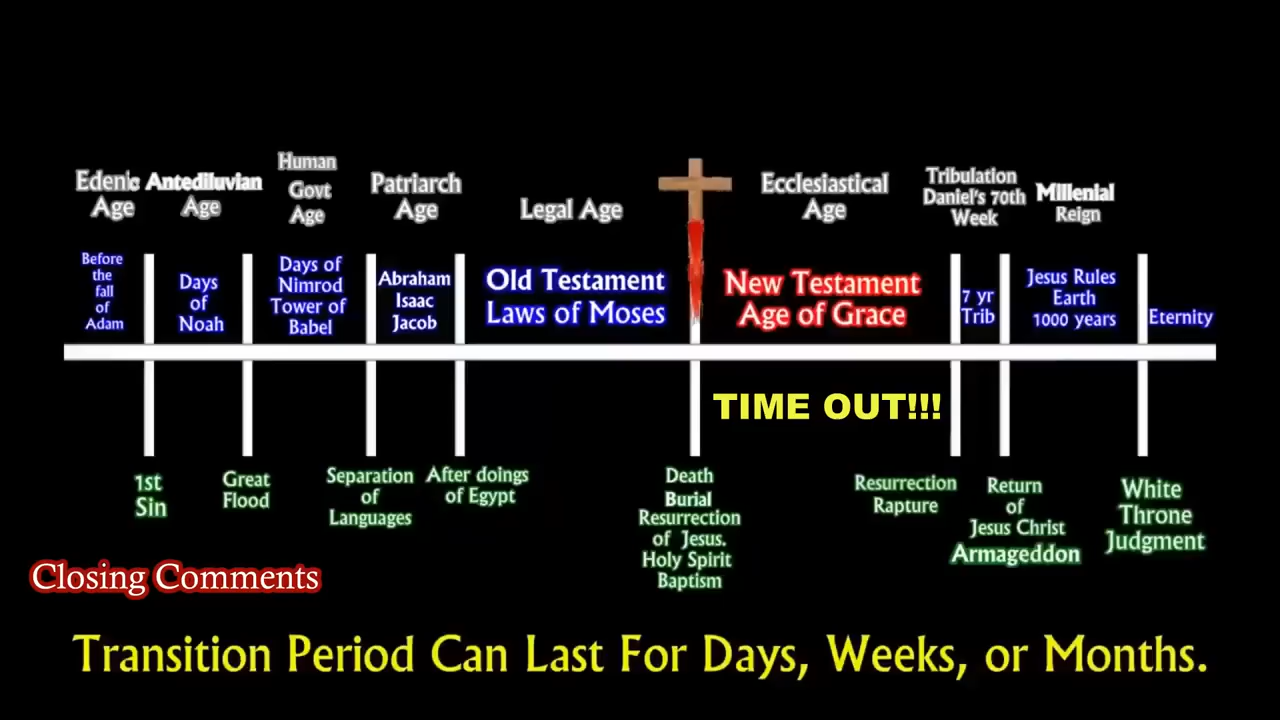 Edenic
Age
Antediluvian
Age
Human
Govt
Age
Patriarch
Age
Legal Age
Ecclesiastical
Age
Tribulation
Daniel's 70th
Week
Millenial
Reign
Before
the
fall
of
Adam
Days
of
Noah
Days of
Nimrod
Tower of
Babel
Abraham
Isaac
Jacob
Old Testament
Laws of Moses
New Testament
Age of Grace
7 yr
Trib
Jesus Rules
Earth
1000 years
Eternity
TIME OUT!!!
1st
Sin
Great
Flood
Separation
of
Languages
After doings
of Egypt
Death
Burial
Resurrection
of Jesus.
Holy Spirit
Baptism
Resurrection
Rapture
Return
of
Jesus Christ
Armageddon
White
Throne
Judgment
Closing Comments
Transition Period Can Last For Days, Weeks, or Months.